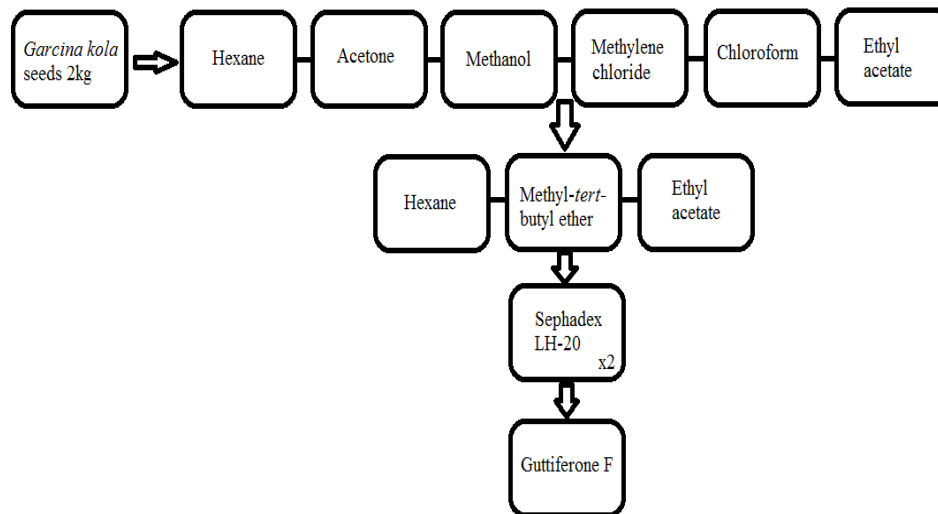 Garcina kola
seeds 2kg
Hexane
Acetone
Methanol
Methylene
chloride
Chloroform
Ethyl
acetate
Hexane
Methyl-tert-
butyl ether
Ethyl
acetate
Sephadex
LH-20
x2
Guttiferone F